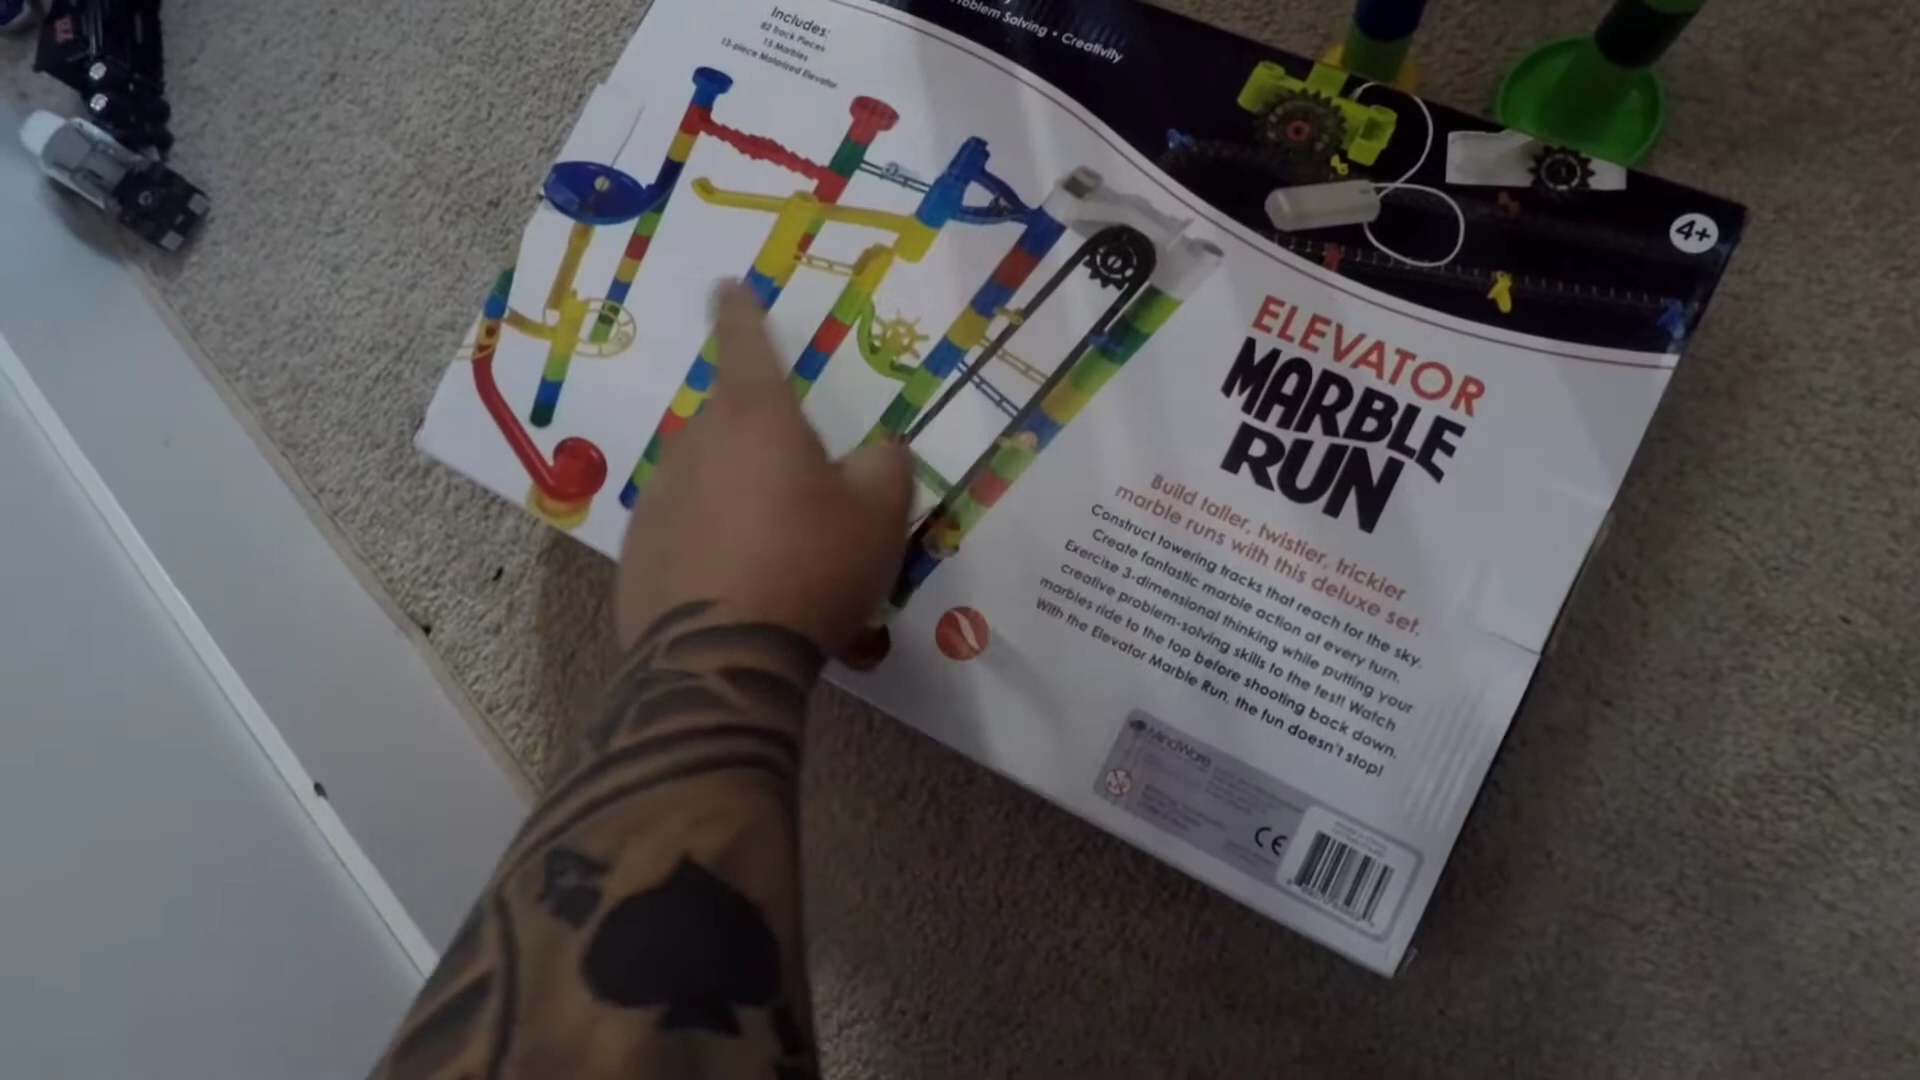 Problem Solving • Creativity
Includes:
82 Track Pieces
15 Marbles
13-piece Motorized Elevator
4+
ELEVATOR
MARBLE
RUN
Build taller, twistier, trickier
marble runs with this deluxe set.
Construct towering tracks that reach for the sky.
Create fantastic marble action at every turn.
Exercise 3-dimensional thinking while putting your
creative problem-solving skills to the test! Watch
marbles ride to the top before shooting back down.
With the Elevator Marble Run, the fun doesn't stop!
MindWare
CE